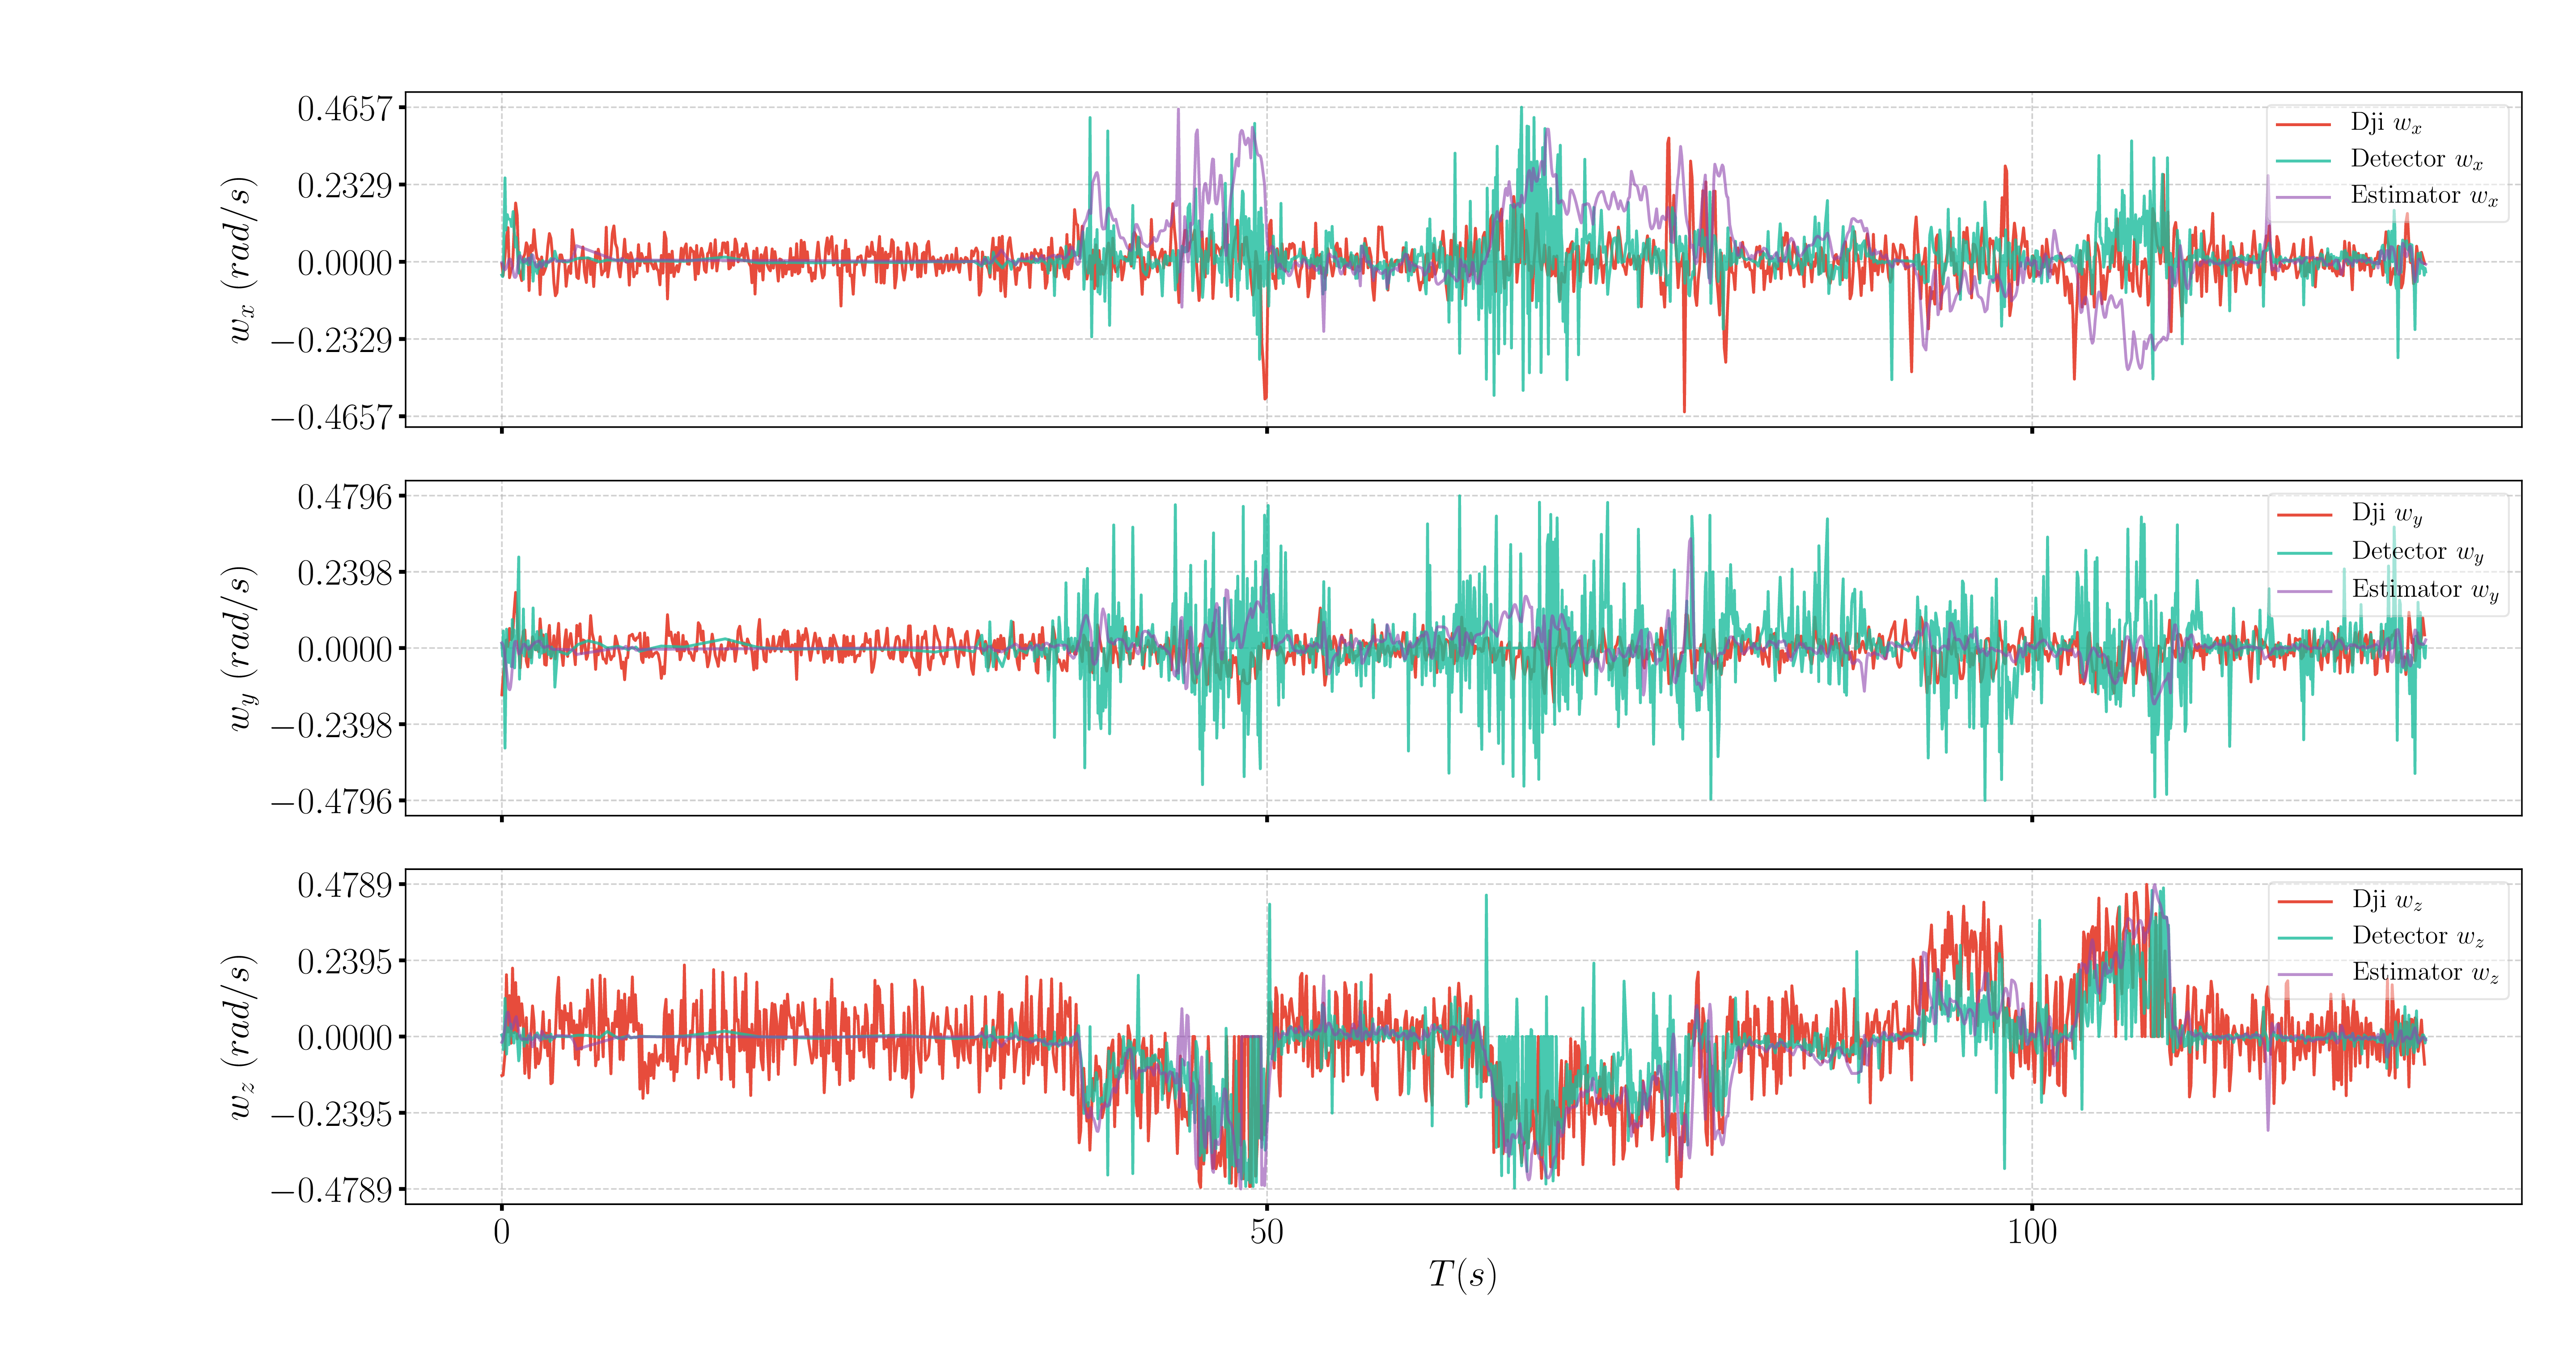 0.4657
0.2329
0.0000
−0.2329
−0.4657
w_x (rad/s)
Dji w_x
Detector w_x
Estimator w_x
0.4796
0.2398
0.0000
−0.2398
−0.4796
w_y (rad/s)
Dji w_y
Detector w_y
Estimator w_y
0.4789
0.2395
0.0000
−0.2395
−0.4789
w_z (rad/s)
Dji w_z
Detector w_z
Estimator w_z
0 50 100
T(s)